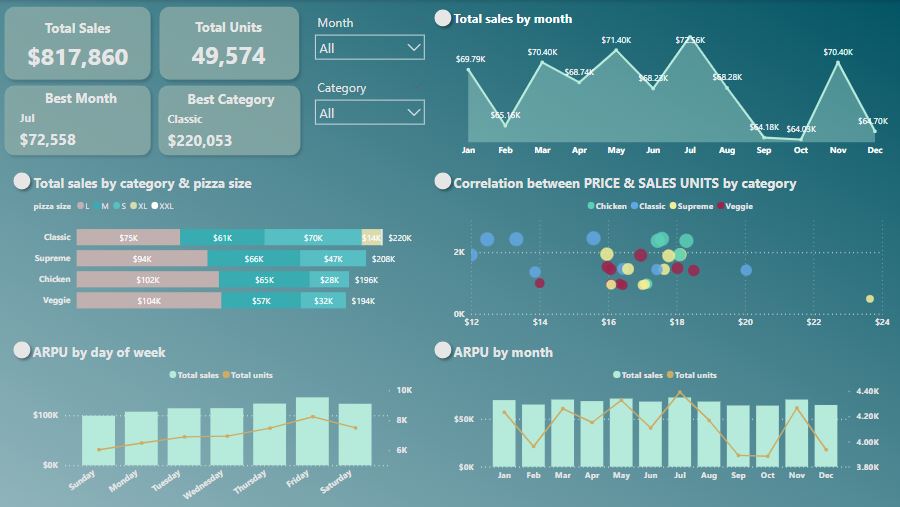 Total Sales
$817,860
Total Units
49,574
Best Month
Jul
$72,558
Best Category
Classic
$220,053
Month
All
Category
All
Total sales by month
$69.79K
$65.16K
$70.40K
$68.74K
$71.40K
$68.23K
$72.56K
$68.28K
$64.18K
$64.03K
$70.40K
$64.70K
Jan Feb Mar Apr May Jun Jul Aug Sep Oct Nov Dec
Total sales by category & pizza size
pizza size L M S XL XXL
Classic $75K $61K $70K $14K $220K
Supreme $94K $66K $47K $208K
Chicken $102K $65K $28K $196K
Veggie $104K $57K $32K $194K
Correlation between PRICE & SALES UNITS by category
Chicken Classic Supreme Veggie
2K
0K
$12 $14 $16 $18 $20 $22 $24
ARPU by day of week
Total sales Total units
$100K
$0K
10K
8K
6K
Sunday Monday Tuesday Wednesday Thursday Friday Saturday
ARPU by month
Total sales Total units
$50K
$0K
4.40K
4.20K
4.00K
3.80K
Jan Feb Mar Apr May Jun Jul Aug Sep Oct Nov Dec